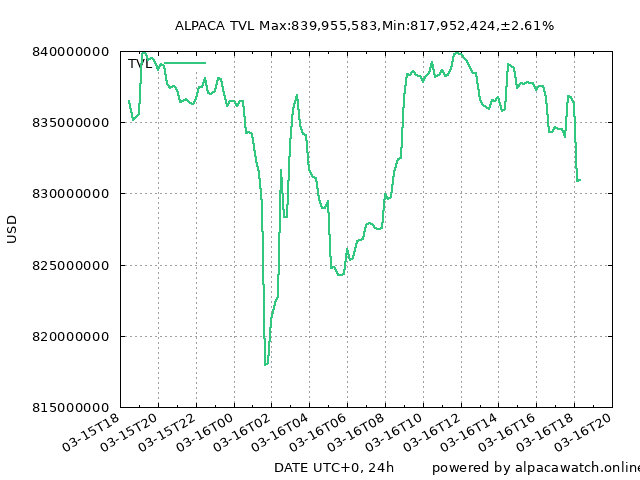 ALPACA TVL Max:839,955,583,Min:817,952,424,±2.61%
TVL
840000000
835000000
830000000
825000000
820000000
815000000
USD
03-15T18
03-15T20
03-15T22
03-16T00
03-16T02
03-16T04
03-16T06
03-16T08
03-16T10
03-16T12
03-16T14
03-16T16
03-16T18
03-16T20
DATE UTC+0, 24h
powered by alpacawatch.online